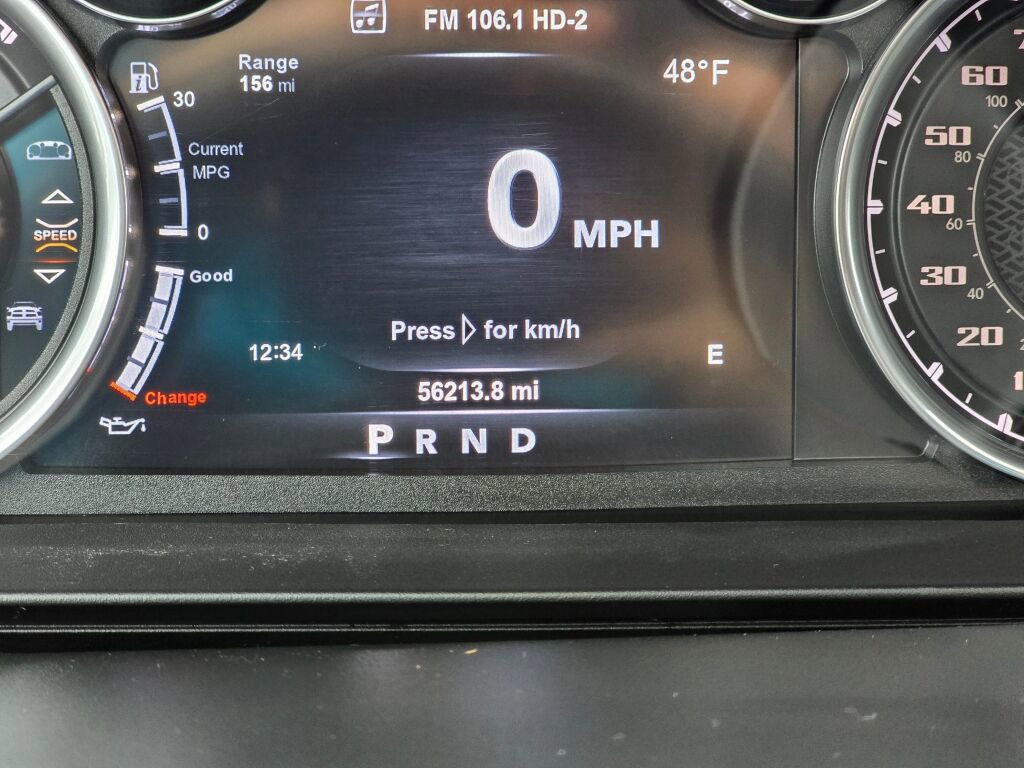 FM 106.1 HD-2
Range
156 mi
48°F
30
Current
MPG
0
0 MPH
SPEED
Good
Press ▷ for km/h
12:34
E
56213.8 mi
Change
P R N D
60
100
50
80
40
60
30
40
20